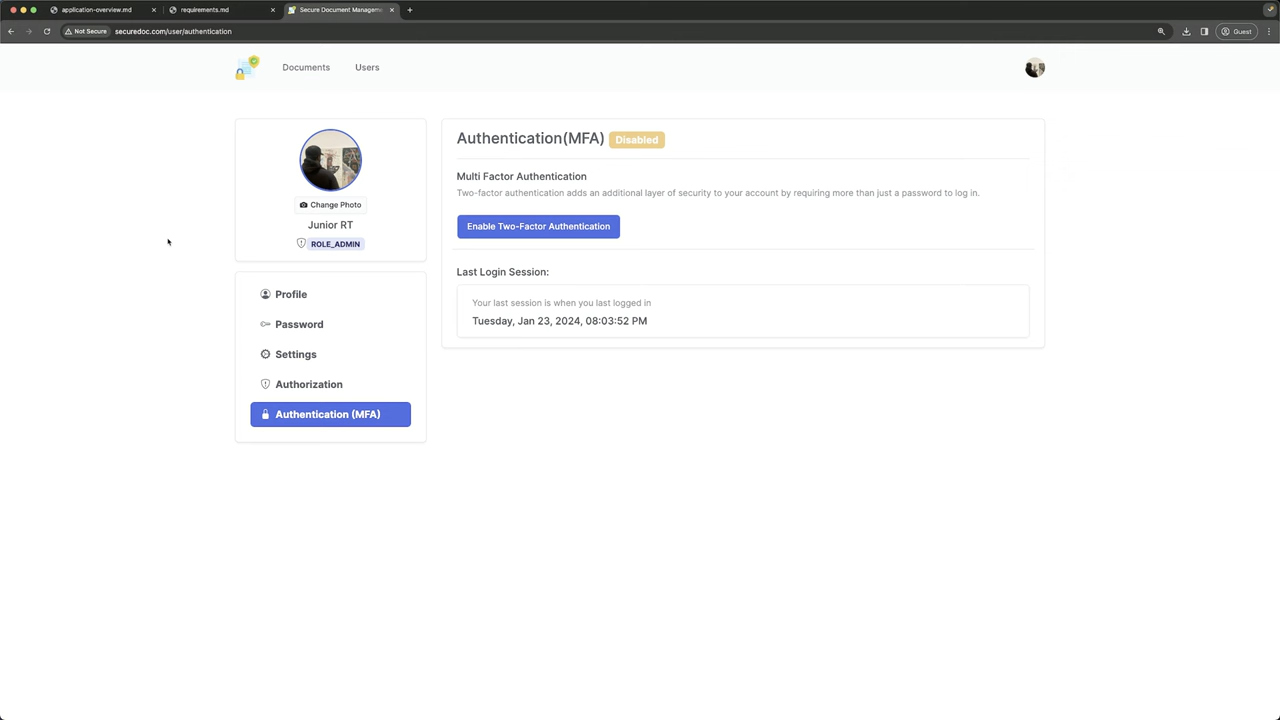 application-overview.md
requirements.md
Secure Document Manageme
Not Secure
securedoc.com/user/authentication
Guest
Documents
Users
Change Photo
Junior RT
ROLE_ADMIN
Profile
Password
Settings
Authorization
Authentication (MFA)
Authentication(MFA) Disabled
Multi Factor Authentication
Two-factor authentication adds an additional layer of security to your account by requiring more than just a password to log in.
Enable Two-Factor Authentication
Last Login Session:
Your last session is when you last logged in
Tuesday, Jan 23, 2024, 08:03:52 PM